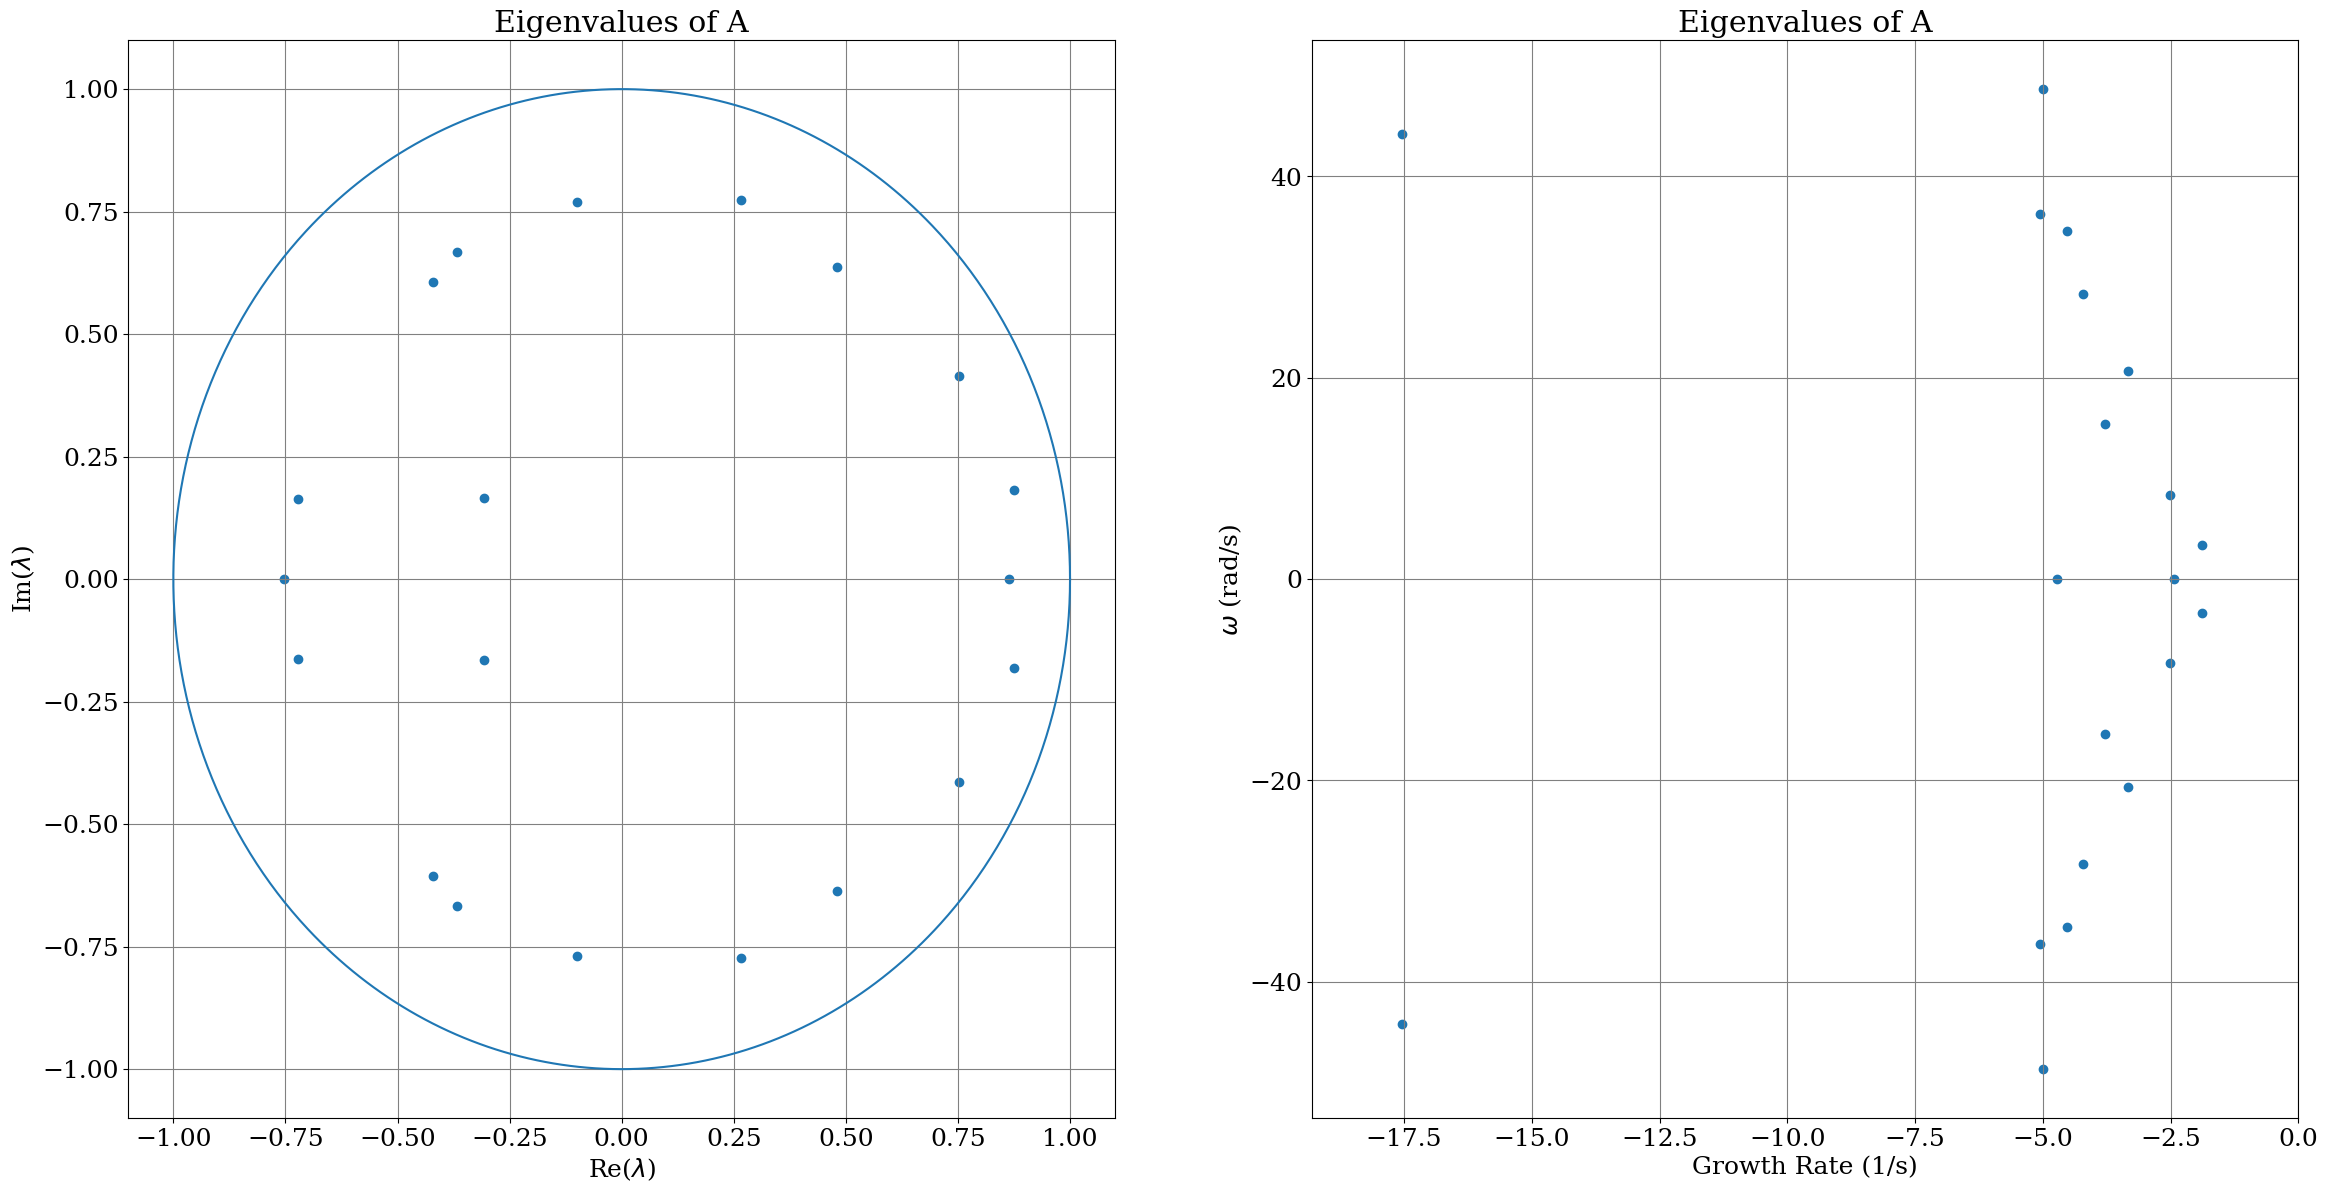 Eigenvalues of A
1.00
0.75
0.50
0.25
0.00
−0.25
−0.50
−0.75
−1.00
Im(λ)
−1.00 −0.75 −0.50 −0.25 0.00 0.25 0.50 0.75 1.00
Re(λ)
Eigenvalues of A
40
20
0
−20
−40
ω (rad/s)
−17.5 −15.0 −12.5 −10.0 −7.5 −5.0 −2.5 0.0
Growth Rate (1/s)